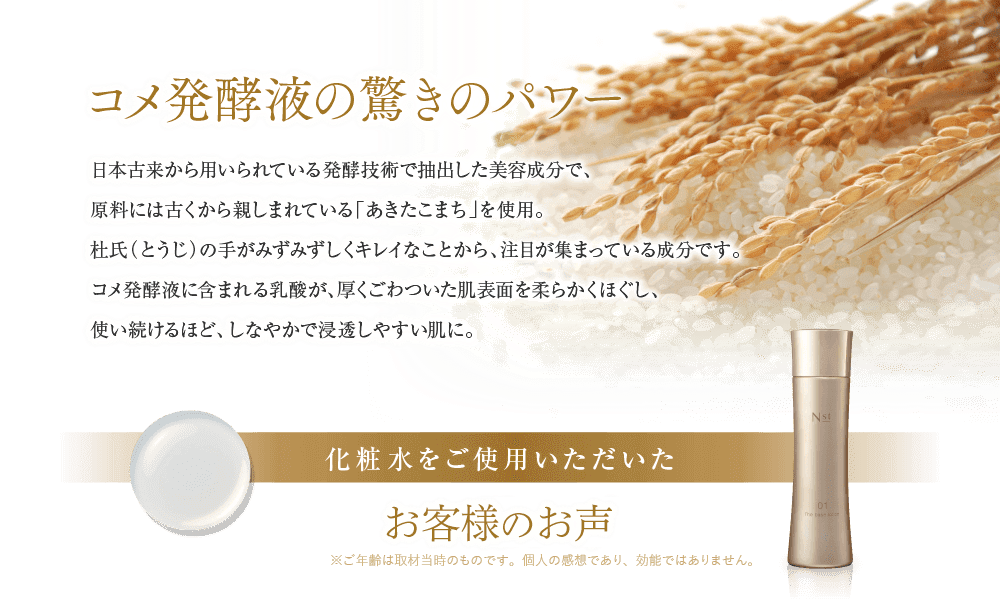 コメ発酵液の驚きのパワー
日本古来から用いられている発酵技術で抽出した美容成分で、
原料には古くから親しまれている「あきたこまち」を使用。
杜氏(とうじ)の手がみずみずしくキレイなことから、注目が集まっている成分です。
コメ発酵液に含まれる乳酸が、厚くごわついた肌表面を柔らかくほぐし、
使い続けるほど、しなやかで浸透しやすい肌に。
NSI
化粧水をご使用いただいた
01
お客様のお声
※ご年齢は取材当時のものです。個人の感想であり、効能ではありません。